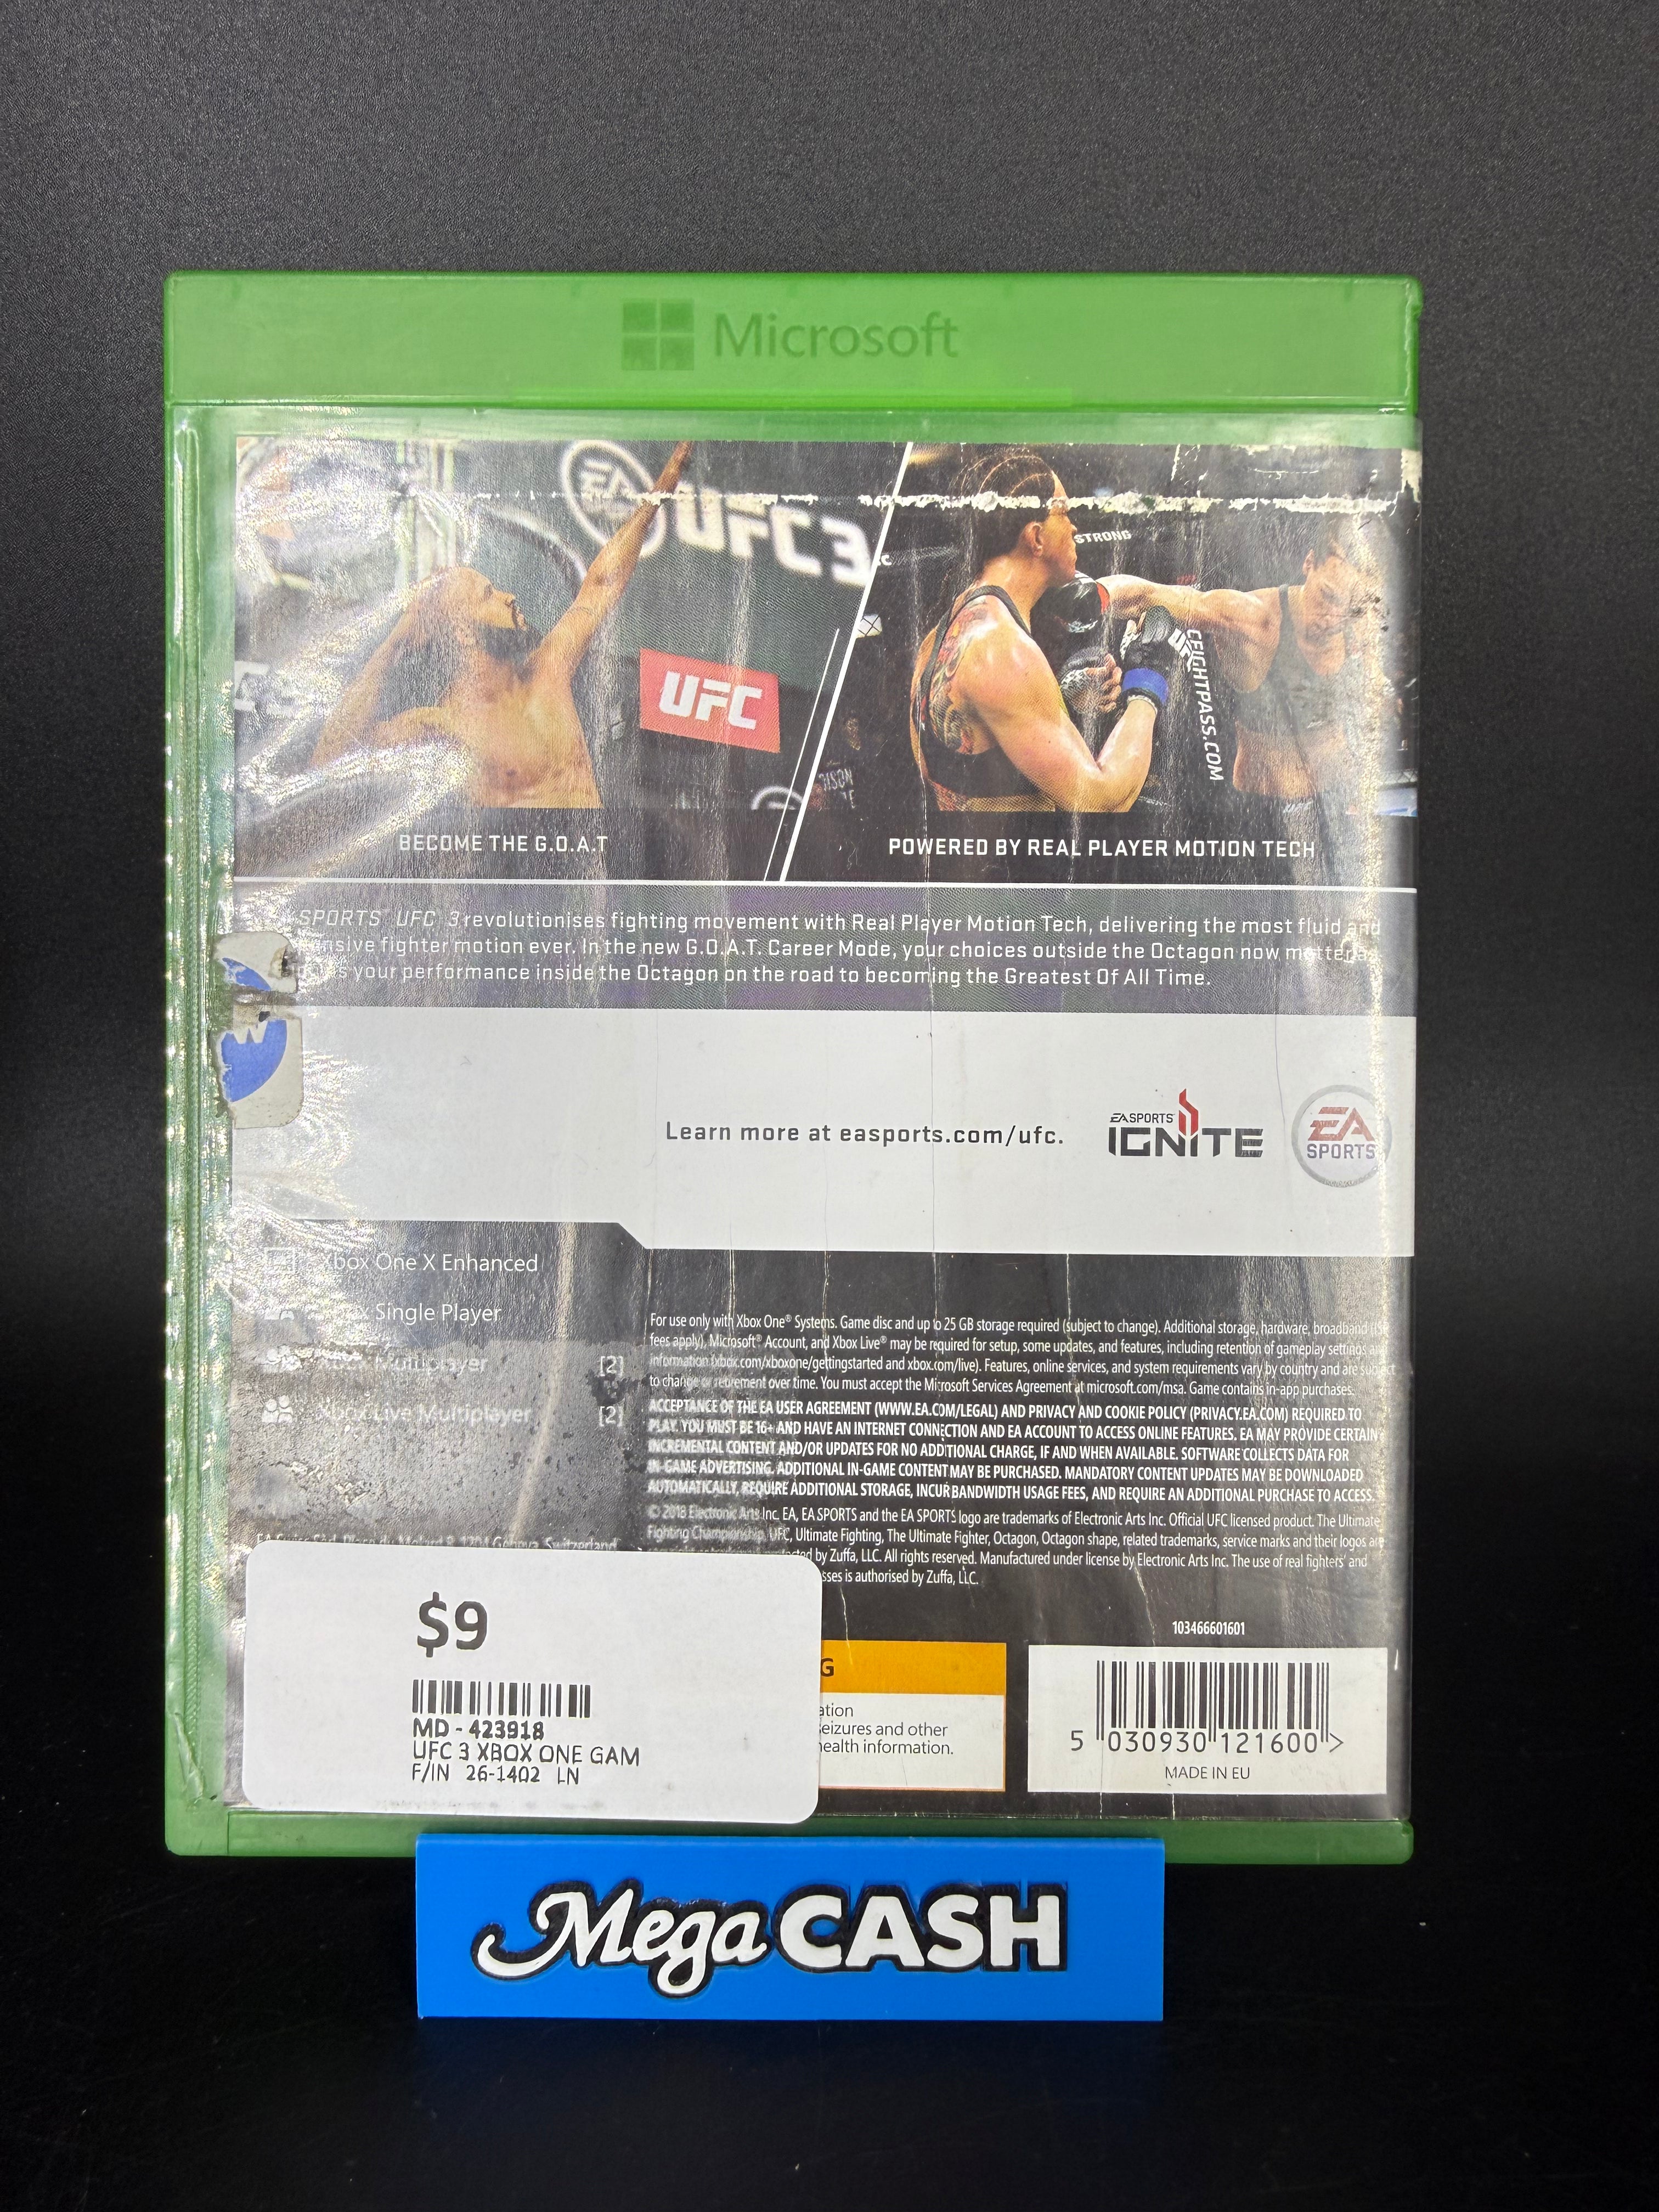 Microsoft
EA
UFC 3
STRONG
UFC
CFIGHTPASS.COM
BECOME THE G.O.A.T
POWERED BY REAL PLAYER MOTION TECH
SPORTS UFC 3 revolutionises fighting movement with Real Player Motion Tech, delivering the most fluid and
fighter motion ever. In the new G.O.A.T. Career Mode, your choices outside the Octagon now matter
your performance inside the Octagon on the road to becoming the Greatest Of All Time.
Learn more at easports.com/ufc.
EA SPORTS
IGNITE
EA
SPORTS
Xbox One X Enhanced
Single Player
Multiplayer [2]
Xbox Live Multiplayer [2]
For use only with Xbox One® Systems. Game disc and up to 25 GB storage required (subject to change). Additional storage, hardware, broadband (ISP
fees apply), Microsoft® Account, and Xbox Live® may be required for setup, some updates, and features, including retention of gameplay settings and
information (xbox.com/xboxone/gettingstarted and xbox.com/live). Features, online services, and system requirements vary by country and are subject
to change or retirement over time. You must accept the Microsoft Services Agreement at microsoft.com/msa. Game contains in-app purchases.
ACCEPTANCE OF THE EA USER AGREEMENT (WWW.EA.COM/LEGAL) AND PRIVACY AND COOKIE POLICY (PRIVACY.EA.COM) REQUIRED TO
PLAY. YOU MUST BE 16+ AND HAVE AN INTERNET CONNECTION AND EA ACCOUNT TO ACCESS ONLINE FEATURES. EA MAY PROVIDE CERTAIN
INCREMENTAL CONTENT AND/OR UPDATES FOR NO ADDITIONAL CHARGE, IF AND WHEN AVAILABLE. SOFTWARE COLLECTS DATA FOR
IN-GAME ADVERTISING. ADDITIONAL IN-GAME CONTENT MAY BE PURCHASED. MANDATORY CONTENT UPDATES MAY BE DOWNLOADED
AUTOMATICALLY, REQUIRE ADDITIONAL STORAGE, INCUR BANDWIDTH USAGE FEES, AND REQUIRE AN ADDITIONAL PURCHASE TO ACCESS.
© 2018 Electronic Arts Inc. EA, EA SPORTS and the EA SPORTS logo are trademarks of Electronic Arts Inc. Official UFC licensed product. The Ultimate
Fighting Championship, UFC, Ultimate Fighting, The Ultimate Fighter, Octagon, Octagon shape, related trademarks, service marks and their logos are
by Zuffa, LLC. All rights reserved. Manufactured under license by Electronic Arts Inc. The use of real fighters' and
is authorised by Zuffa, LLC.
$9
MD - 423918
UFC 3 XBOX ONE GAM
F/IN 26-1402 LN
seizures and other
health information.
103466601601
5 030930 121600 >
MADE IN EU
Mega CASH